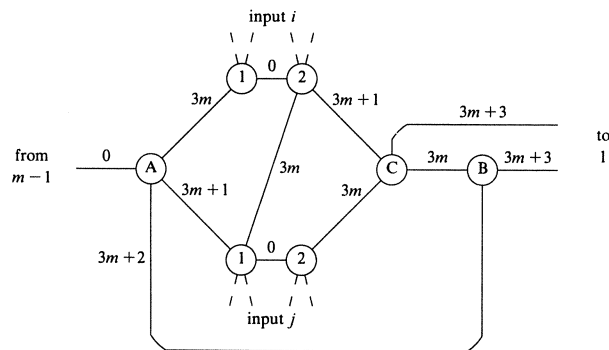 input i
1 0 2
3m 3m+1
3m+3
from m−1
0
A
3m
C
3m
B
3m+3
to 1
3m+1
3m
3m+2
1 0 2
input j